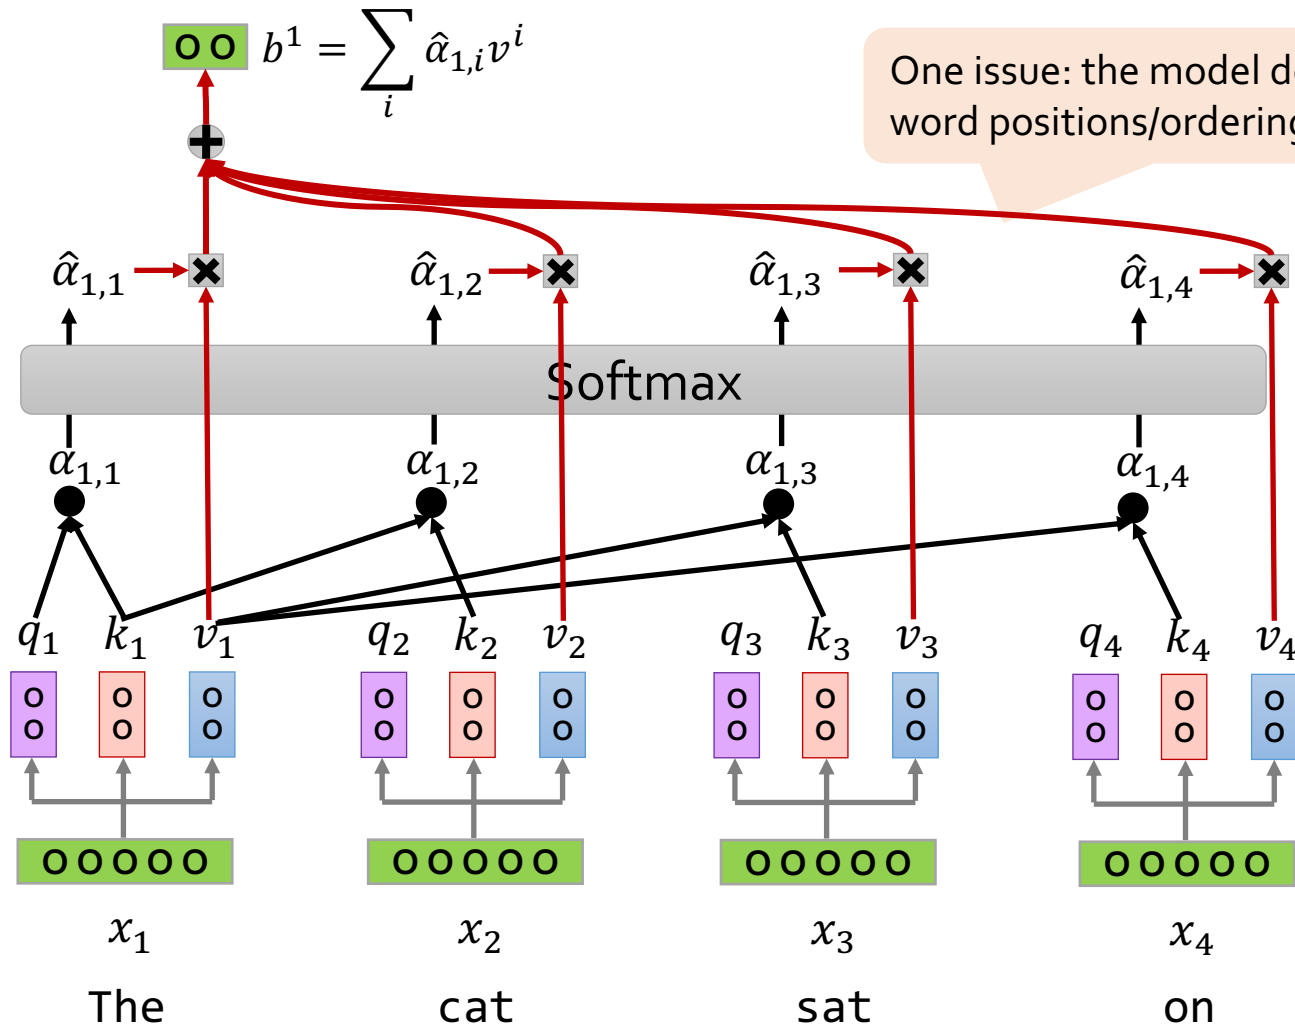 o o b¹ = ∑ᵢ α̂₁,ᵢvⁱ
One issue: the model d
word positions/ordering
α̂₁,₁ α̂₁,₂ α̂₁,₃ α̂₁,₄
Softmax
α₁,₁ α₁,₂ α₁,₃ α₁,₄
q₁ k₁ v₁ q₂ k₂ v₂ q₃ k₃ v₃ q₄ k₄ v₄
o o o o o o o o o o o o
o o o o o o o o o o o o
o o o o o o o o o o o o o o o o o o o o
x₁ x₂ x₃ x₄
The cat sat on